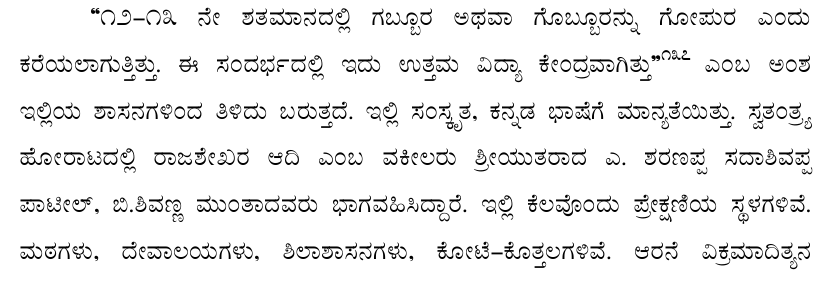 “೧೨–೧೩ ನೇ ಶತಮಾನದಲ್ಲಿ ಗಬ್ಬೂರ ಅಥವಾ ಗೊಬ್ಬೂರನ್ನು ಗೋಪುರ ಎಂದು
ಕರೆಯಲಾಗುತ್ತಿತ್ತು. ಈ ಸಂದರ್ಭದಲ್ಲಿ ಇದು ಉತ್ತಮ ವಿದ್ಯಾ ಕೇಂದ್ರವಾಗಿತ್ತು”೧೩೭ ಎಂಬ ಅಂಶ
ಇಲ್ಲಿಯ ಶಾಸನಗಳಿಂದ ತಿಳಿದು ಬರುತ್ತದೆ. ಇಲ್ಲಿ ಸಂಸ್ಕೃತ, ಕನ್ನಡ ಭಾಷೆಗೆ ಮಾನ್ಯತೆಯಿತ್ತು. ಸ್ವತಂತ್ರ್ಯ
ಹೋರಾಟದಲ್ಲಿ ರಾಜಶೇಖರ ಆದಿ ಎಂಬ ವಕೀಲರು ಶ್ರೀಯುತರಾದ ಎ. ಶರಣಪ್ಪ ಸದಾಶಿವಪ್ಪ
ಪಾಟೀಲ್, ಬಿ.ಶಿವಣ್ಣ ಮುಂತಾದವರು ಭಾಗವಹಿಸಿದ್ದಾರೆ. ಇಲ್ಲಿ ಕೆಲವೊಂದು ಪ್ರೇಕ್ಷಣಿಯ ಸ್ಥಳಗಳಿವೆ.
ಮಠಗಳು, ದೇವಾಲಯಗಳು, ಶಿಲಾಶಾಸನಗಳು, ಕೋಟೆ–ಕೊತ್ತಲಗಳಿವೆ. ಆರನೆ ವಿಕ್ರಮಾದಿತ್ಯನ